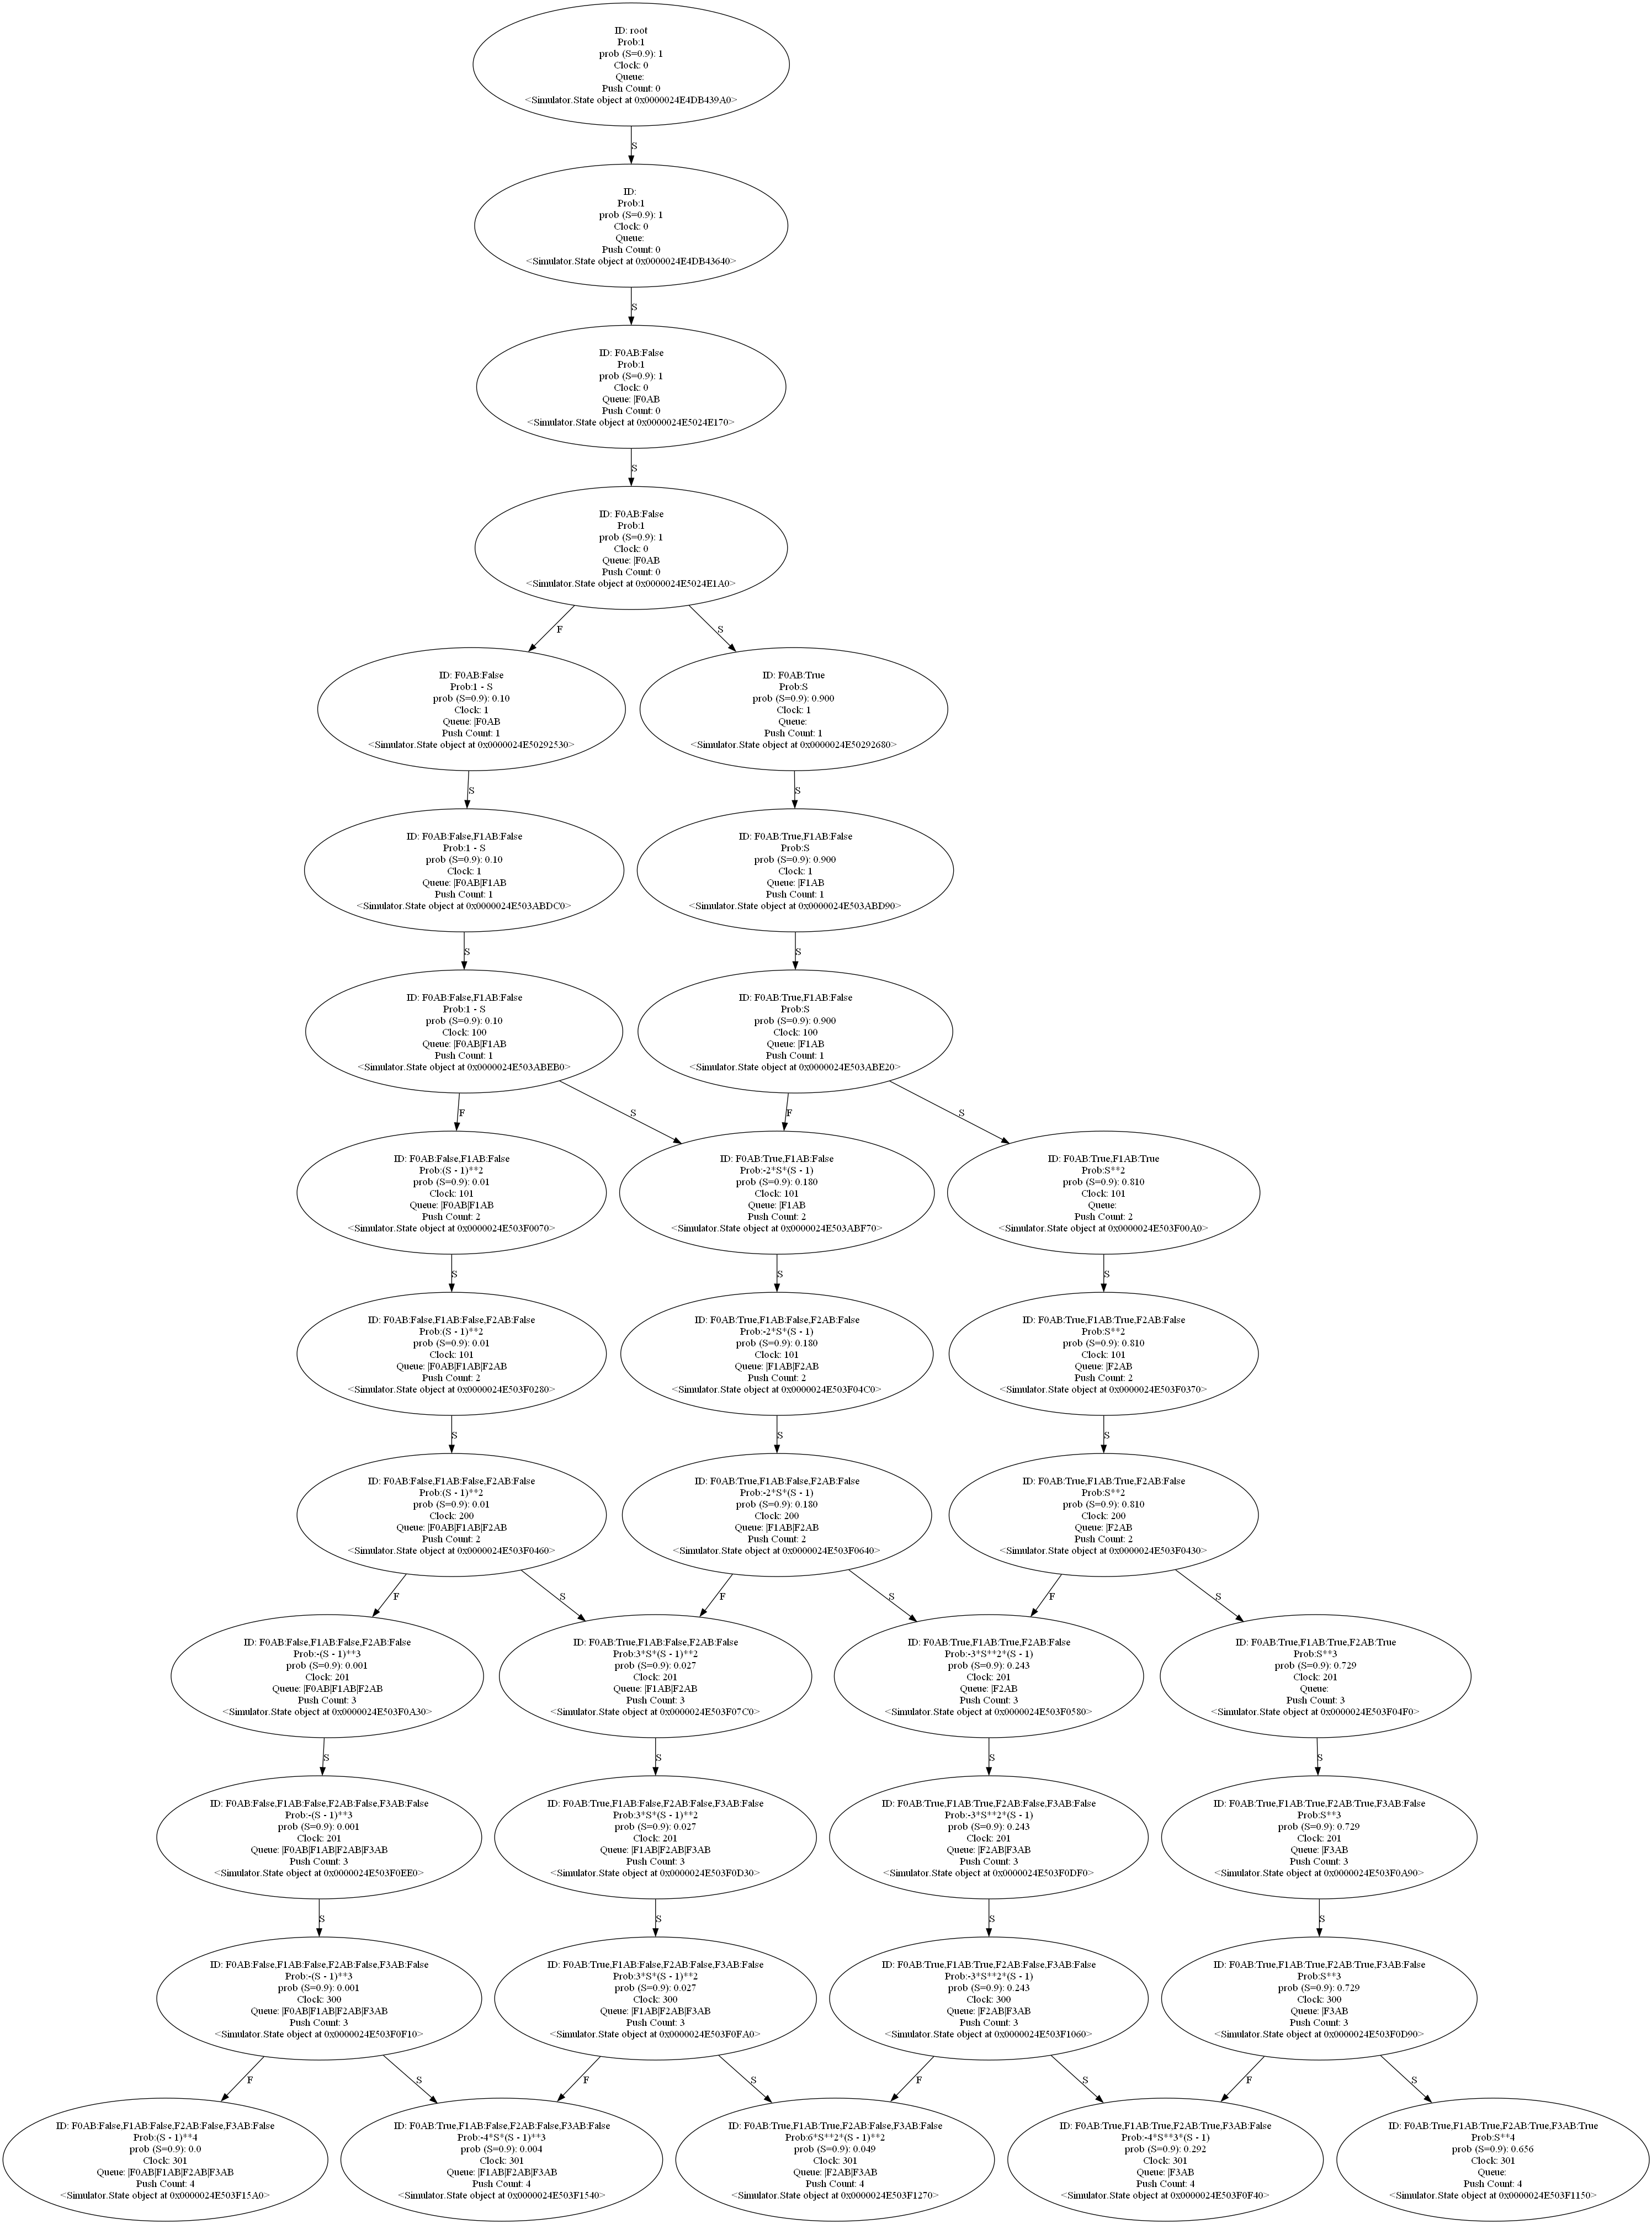 ID: root
Prob:1
prob (S=0.9): 1
Clock: 0
Queue:
Push Count: 0
<Simulator.State object at 0x0000024E4DB439A0>
S
ID:
Prob:1
prob (S=0.9): 1
Clock: 0
Queue:
Push Count: 0
<Simulator.State object at 0x0000024E4DB43640>
S
ID: F0AB:False
Prob:1
prob (S=0.9): 1
Clock: 0
Queue: |F0AB
Push Count: 0
<Simulator.State object at 0x0000024E5024E170>
S
ID: F0AB:False
Prob:1
prob (S=0.9): 1
Clock: 0
Queue: |F0AB
Push Count: 0
<Simulator.State object at 0x0000024E5024E1A0>
F
S
ID: F0AB:False
Prob:1 - S
prob (S=0.9): 0.10
Clock: 1
Queue: |F0AB
Push Count: 1
<Simulator.State object at 0x0000024E50292530>
ID: F0AB:True
Prob:S
prob (S=0.9): 0.900
Clock: 1
Queue:
Push Count: 1
<Simulator.State object at 0x0000024E50292680>
S
S
ID: F0AB:False,F1AB:False
Prob:1 - S
prob (S=0.9): 0.10
Clock: 1
Queue: |F0AB|F1AB
Push Count: 1
<Simulator.State object at 0x0000024E503ABDC0>
ID: F0AB:True,F1AB:False
Prob:S
prob (S=0.9): 0.900
Clock: 1
Queue: |F1AB
Push Count: 1
<Simulator.State object at 0x0000024E503ABD90>
S
S
ID: F0AB:False,F1AB:False
Prob:1 - S
prob (S=0.9): 0.10
Clock: 100
Queue: |F0AB|F1AB
Push Count: 1
<Simulator.State object at 0x0000024E503ABEB0>
ID: F0AB:True,F1AB:False
Prob:S
prob (S=0.9): 0.900
Clock: 100
Queue: |F1AB
Push Count: 1
<Simulator.State object at 0x0000024E503ABE20>
F
S
F
S
ID: F0AB:False,F1AB:False
Prob:(S - 1)**2
prob (S=0.9): 0.01
Clock: 101
Queue: |F0AB|F1AB
Push Count: 2
<Simulator.State object at 0x0000024E503F0070>
ID: F0AB:True,F1AB:False
Prob:-2*S*(S - 1)
prob (S=0.9): 0.180
Clock: 101
Queue: |F1AB
Push Count: 2
<Simulator.State object at 0x0000024E503ABF70>
ID: F0AB:True,F1AB:True
Prob:S**2
prob (S=0.9): 0.810
Clock: 101
Queue:
Push Count: 2
<Simulator.State object at 0x0000024E503F00A0>
S
S
S
ID: F0AB:False,F1AB:False,F2AB:False
Prob:(S - 1)**2
prob (S=0.9): 0.01
Clock: 101
Queue: |F0AB|F1AB|F2AB
Push Count: 2
<Simulator.State object at 0x0000024E503F0280>
ID: F0AB:True,F1AB:False,F2AB:False
Prob:-2*S*(S - 1)
prob (S=0.9): 0.180
Clock: 101
Queue: |F1AB|F2AB
Push Count: 2
<Simulator.State object at 0x0000024E503F04C0>
ID: F0AB:True,F1AB:True,F2AB:False
Prob:S**2
prob (S=0.9): 0.810
Clock: 101
Queue: |F2AB
Push Count: 2
<Simulator.State object at 0x0000024E503F0370>
S
S
S
ID: F0AB:False,F1AB:False,F2AB:False
Prob:(S - 1)**2
prob (S=0.9): 0.01
Clock: 200
Queue: |F0AB|F1AB|F2AB
Push Count: 2
<Simulator.State object at 0x0000024E503F0460>
ID: F0AB:True,F1AB:False,F2AB:False
Prob:-2*S*(S - 1)
prob (S=0.9): 0.180
Clock: 200
Queue: |F1AB|F2AB
Push Count: 2
<Simulator.State object at 0x0000024E503F0640>
ID: F0AB:True,F1AB:True,F2AB:False
Prob:S**2
prob (S=0.9): 0.810
Clock: 200
Queue: |F2AB
Push Count: 2
<Simulator.State object at 0x0000024E503F0430>
F
S
F
S
F
S
ID: F0AB:False,F1AB:False,F2AB:False
Prob:-(S - 1)**3
prob (S=0.9): 0.001
Clock: 201
Queue: |F0AB|F1AB|F2AB
Push Count: 3
<Simulator.State object at 0x0000024E503F0A30>
ID: F0AB:True,F1AB:False,F2AB:False
Prob:3*S*(S - 1)**2
prob (S=0.9): 0.027
Clock: 201
Queue: |F1AB|F2AB
Push Count: 3
<Simulator.State object at 0x0000024E503F07C0>
ID: F0AB:True,F1AB:True,F2AB:False
Prob:-3*S**2*(S - 1)
prob (S=0.9): 0.243
Clock: 201
Queue: |F2AB
Push Count: 3
<Simulator.State object at 0x0000024E503F0580>
ID: F0AB:True,F1AB:True,F2AB:True
Prob:S**3
prob (S=0.9): 0.729
Clock: 201
Queue:
Push Count: 3
<Simulator.State object at 0x0000024E503F04F0>
S
S
S
S
ID: F0AB:False,F1AB:False,F2AB:False,F3AB:False
Prob:-(S - 1)**3
prob (S=0.9): 0.001
Clock: 201
Queue: |F0AB|F1AB|F2AB|F3AB
Push Count: 3
<Simulator.State object at 0x0000024E503F0EE0>
ID: F0AB:True,F1AB:False,F2AB:False,F3AB:False
Prob:3*S*(S - 1)**2
prob (S=0.9): 0.027
Clock: 201
Queue: |F1AB|F2AB|F3AB
Push Count: 3
<Simulator.State object at 0x0000024E503F0D30>
ID: F0AB:True,F1AB:True,F2AB:False,F3AB:False
Prob:-3*S**2*(S - 1)
prob (S=0.9): 0.243
Clock: 201
Queue: |F2AB|F3AB
Push Count: 3
<Simulator.State object at 0x0000024E503F0DF0>
ID: F0AB:True,F1AB:True,F2AB:True,F3AB:False
Prob:S**3
prob (S=0.9): 0.729
Clock: 201
Queue: |F3AB
Push Count: 3
<Simulator.State object at 0x0000024E503F0A90>
S
S
S
S
ID: F0AB:False,F1AB:False,F2AB:False,F3AB:False
Prob:-(S - 1)**3
prob (S=0.9): 0.001
Clock: 300
Queue: |F0AB|F1AB|F2AB|F3AB
Push Count: 3
<Simulator.State object at 0x0000024E503F0F10>
ID: F0AB:True,F1AB:False,F2AB:False,F3AB:False
Prob:3*S*(S - 1)**2
prob (S=0.9): 0.027
Clock: 300
Queue: |F1AB|F2AB|F3AB
Push Count: 3
<Simulator.State object at 0x0000024E503F0FA0>
ID: F0AB:True,F1AB:True,F2AB:False,F3AB:False
Prob:-3*S**2*(S - 1)
prob (S=0.9): 0.243
Clock: 300
Queue: |F2AB|F3AB
Push Count: 3
<Simulator.State object at 0x0000024E503F1060>
ID: F0AB:True,F1AB:True,F2AB:True,F3AB:False
Prob:S**3
prob (S=0.9): 0.729
Clock: 300
Queue: |F3AB
Push Count: 3
<Simulator.State object at 0x0000024E503F0D90>
F
S
F
S
F
S
F
S
ID: F0AB:False,F1AB:False,F2AB:False,F3AB:False
Prob:(S - 1)**4
prob (S=0.9): 0.0
Clock: 301
Queue: |F0AB|F1AB|F2AB|F3AB
Push Count: 4
<Simulator.State object at 0x0000024E503F15A0>
ID: F0AB:True,F1AB:False,F2AB:False,F3AB:False
Prob:-4*S*(S - 1)**3
prob (S=0.9): 0.004
Clock: 301
Queue: |F1AB|F2AB|F3AB
Push Count: 4
<Simulator.State object at 0x0000024E503F1540>
ID: F0AB:True,F1AB:True,F2AB:False,F3AB:False
Prob:6*S**2*(S - 1)**2
prob (S=0.9): 0.049
Clock: 301
Queue: |F2AB|F3AB
Push Count: 4
<Simulator.State object at 0x0000024E503F1270>
ID: F0AB:True,F1AB:True,F2AB:True,F3AB:False
Prob:-4*S**3*(S - 1)
prob (S=0.9): 0.292
Clock: 301
Queue: |F3AB
Push Count: 4
<Simulator.State object at 0x0000024E503F0F40>
ID: F0AB:True,F1AB:True,F2AB:True,F3AB:True
Prob:S**4
prob (S=0.9): 0.656
Clock: 301
Queue:
Push Count: 4
<Simulator.State object at 0x0000024E503F1150>